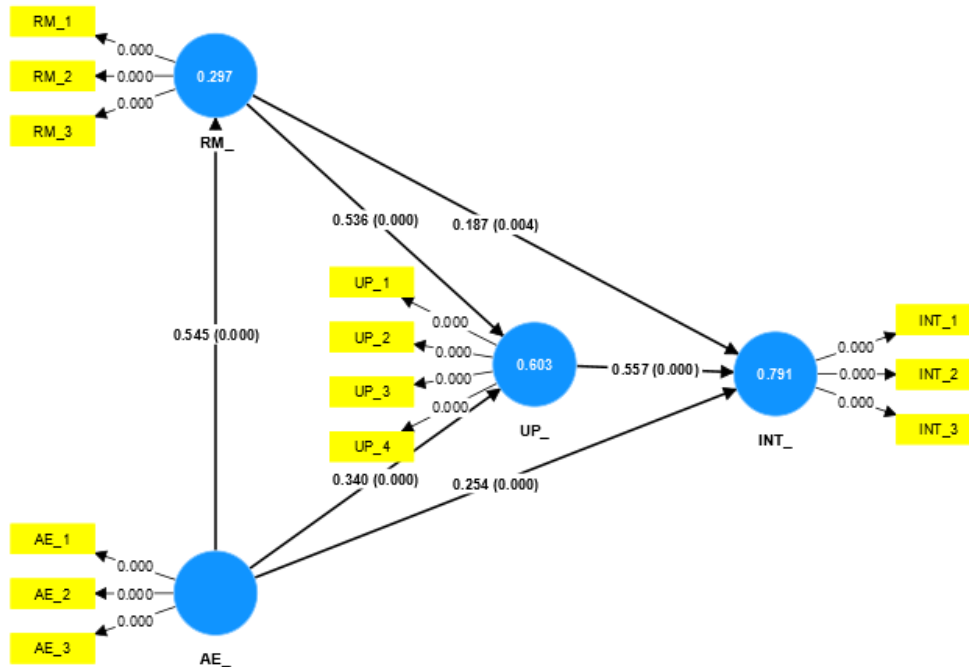 RM_1
0.000
RM_2
0.000
0.297
RM_3
0.000
RM_
0.536 (0.000)
0.187 (0.004)
UP_1
0.000
INT_1
0.545 (0.000)
UP_2
0.000
0.000
0.603
0.557 (0.000)
0.791
0.000
INT_2
UP_3
0.000
0.000
0.000
INT_3
UP_4
UP_
INT_
0.340 (0.000)
0.254 (0.000)
AE_1
0.000
AE_2
0.000
0.000
AE_3
AE_